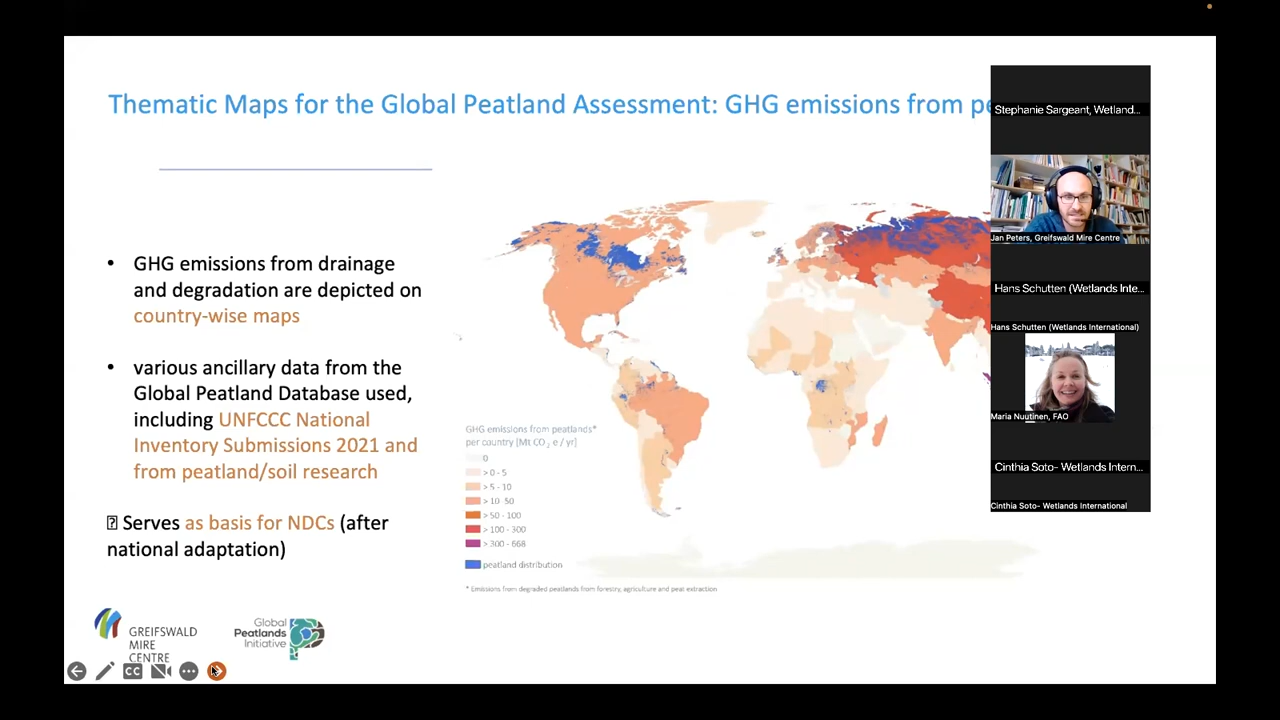 Thematic Maps for the Global Peatland Assessment: GHG emissions from pe
• GHG emissions from drainage
and degradation are depicted on
country-wise maps
• various ancillary data from the
Global Peatland Database used,
including UNFCCC National
Inventory Submissions 2021 and
from peatland/soil research
Serves as basis for NDCs (after
national adaptation)
GHG emissions from peatlands*
per country [Mt CO2 e / yr]
0
> 0 - 5
> 5 - 10
> 10 50
> 50 - 100
> 100 - 300
> 300 - 668
peatland distribution
* Emissions from degraded peatlands from forestry, agriculture and peat extraction
GREIFSWALD
MIRE
CENTRE
Global
Peatlands
Initiative
CC
Stephanie Sargeant, Wetland...
Jan Peters, Greifswald Mire Centre
Hans Schutten (Wetlands Inte...
Hans Schutten (Wetlands International)
Maria Nuutinen, FAO
Cinthia Soto- Wetlands Intern...
Cinthia Soto- Wetlands International